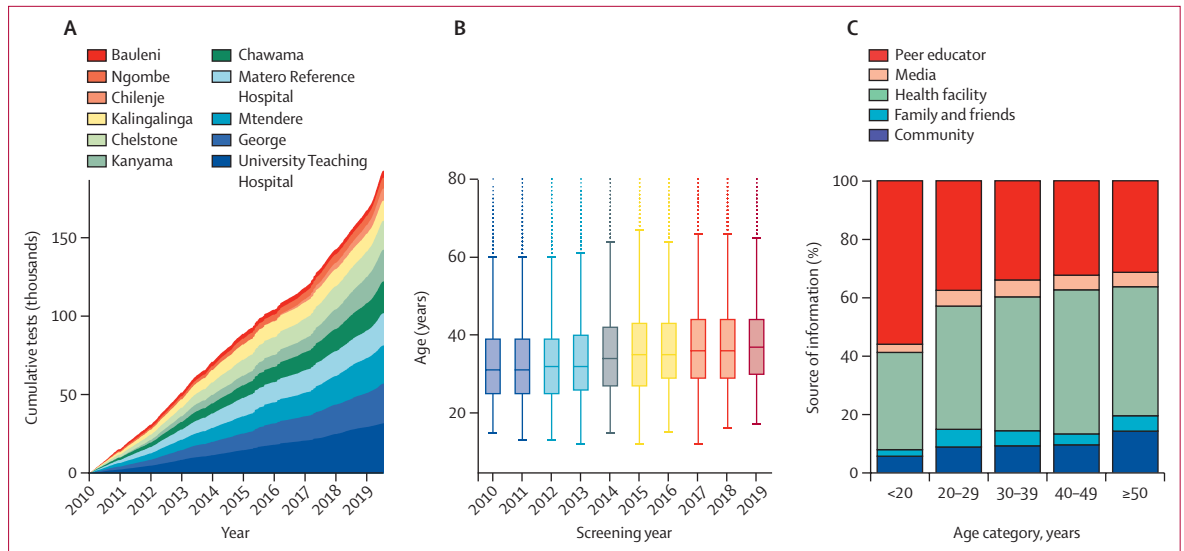 A
Bauleni
Ngombe
Chilenje
Kalingalinga
Chelstone
Kanyama
Chawama
Matero Reference
Hospital
Mtendere
George
University Teaching
Hospital
Cumulative tests (thousands)
150
100
50
0
2010
2011
2012
2013
2014
2015
2016
2017
2018
2019
Year
B
Age (years)
80
60
40
20
2010
2011
2012
2013
2014
2015
2016
2017
2018
2019
Screening year
C
Peer educator
Media
Health facility
Family and friends
Community
Source of information (%)
100
80
60
40
20
0
<20
20–29
30–39
40–49
≥50
Age category, years